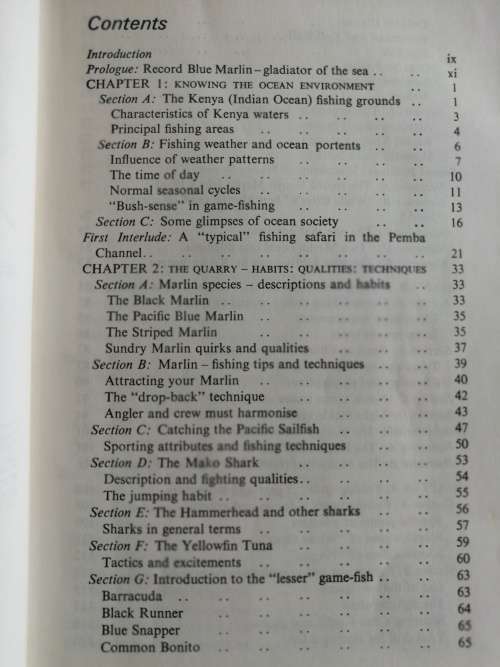 Contents
Introduction .. ix
Prologue: Record Blue Marlin – gladiator of the sea .. .. xi
CHAPTER 1: KNOWING THE OCEAN ENVIRONMENT .. .. 1
Section A: The Kenya (Indian Ocean) fishing grounds .. .. 1
Characteristics of Kenya waters .. .. .. .. 3
Principal fishing areas .. .. .. .. .. 4
Section B: Fishing weather and ocean portents .. .. .. 6
Influence of weather patterns .. .. .. .. 7
The time of day .. .. .. .. .. 10
Normal seasonal cycles .. .. .. .. .. 11
"Bush-sense" in game-fishing .. .. .. .. 13
Section C: Some glimpses of ocean society .. .. 16
First Interlude: A "typical" fishing safari in the Pemba
Channel .. .. .. .. .. .. .. 21
CHAPTER 2: THE QUARRY – HABITS: QUALITIES: TECHNIQUES 33
Section A: Marlin species – descriptions and habits .. 33
The Black Marlin .. .. .. .. .. 33
The Pacific Blue Marlin .. .. .. .. .. 35
The Striped Marlin .. .. .. .. .. 35
Sundry Marlin quirks and qualities .. .. .. 37
Section B: Marlin – fishing tips and techniques .. .. 39
Attracting your Marlin .. .. .. .. .. 40
The "drop-back" technique .. .. .. .. 42
Angler and crew must harmonise .. .. .. 43
Section C: Catching the Pacific Sailfish .. .. .. 47
Sporting attributes and fishing techniques .. .. 50
Section D: The Mako Shark .. .. .. .. 53
Description and fighting qualities .. .. .. .. 54
The jumping habit .. .. .. .. .. 55
Section E: The Hammerhead and other sharks .. .. 56
Sharks in general terms .. .. .. .. 57
Section F: The Yellowfin Tuna .. .. .. .. 59
Tactics and excitements .. .. .. .. .. 60
Section G: Introduction to the "lesser" game-fish .. .. 63
Barracuda .. .. .. .. .. .. 63
Black Runner .. .. .. .. .. 64
Blue Snapper .. .. .. .. .. 65
Common Bonito .. .. .. .. .. 65